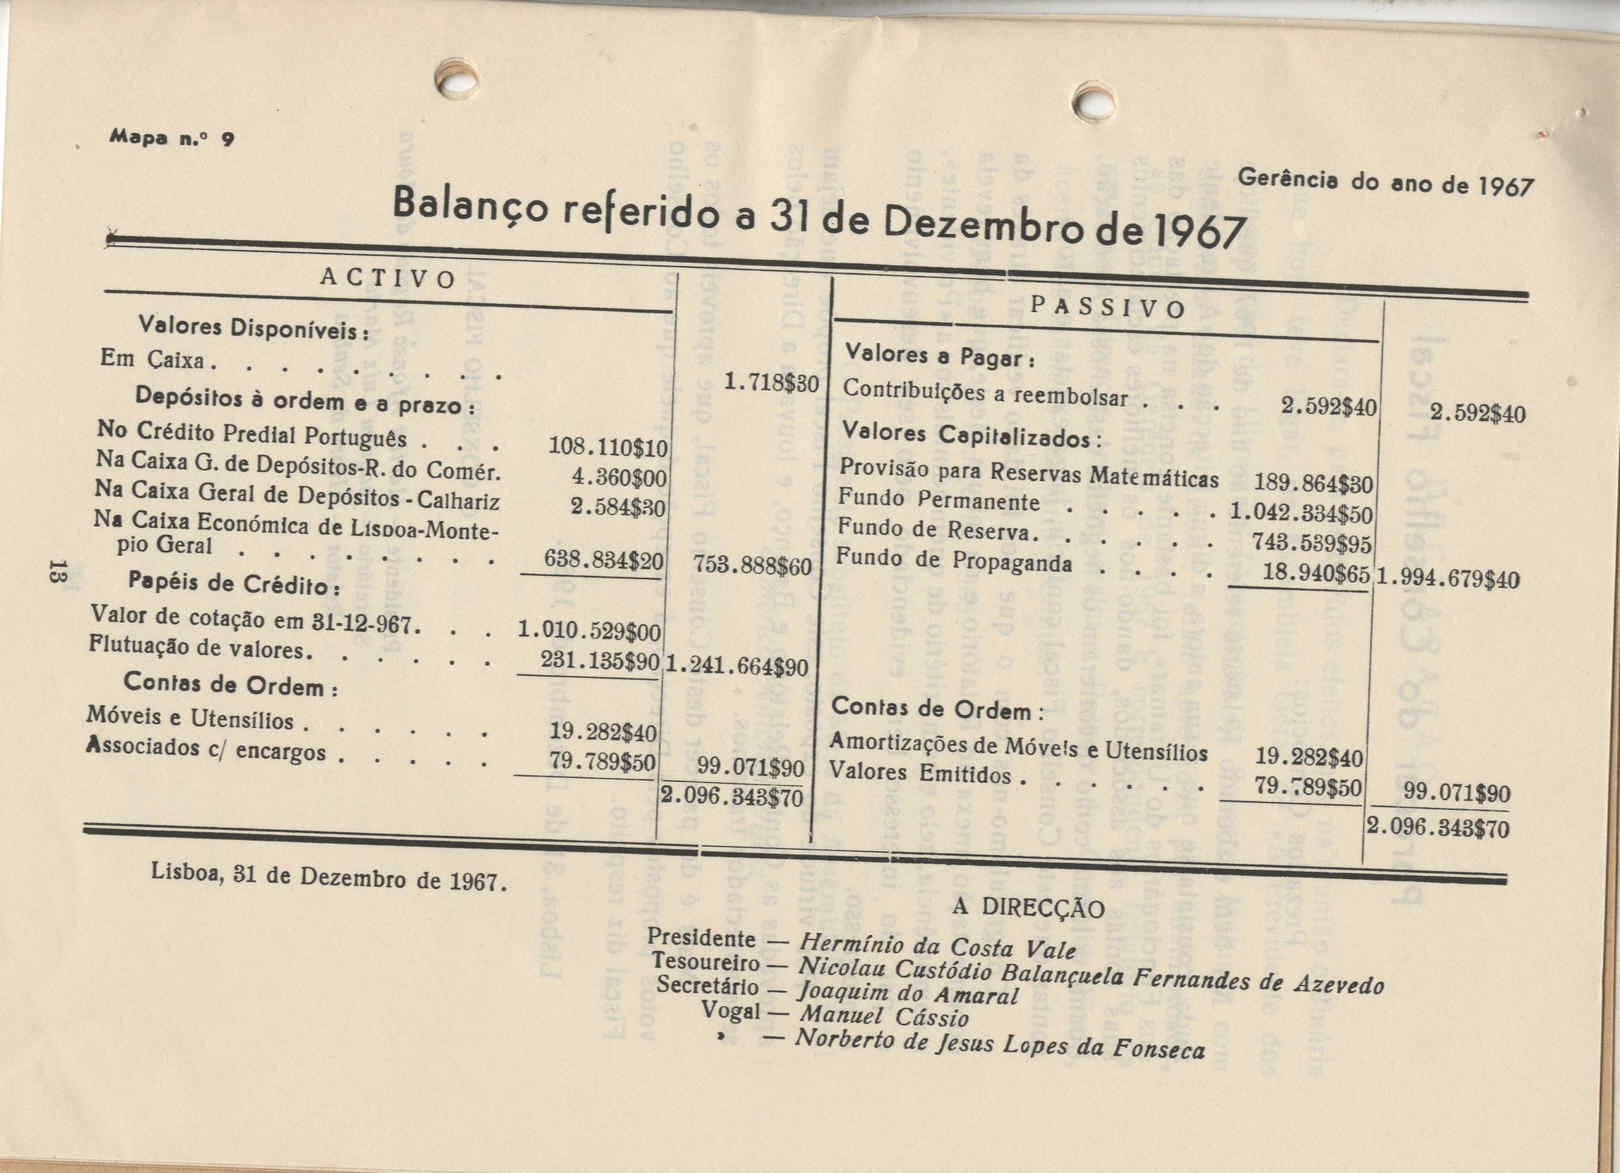 Mapa n.º 9
Gerência do ano de 1967
Balanço referido a 31 de Dezembro de 1967
ACTIVO
Valores Disponíveis :
Em Caixa . . . . . . . . . 1.718$30
Depósitos à ordem e a prazo :
No Crédito Predial Português . . . 108.110$10
Na Caixa G. de Depósitos-R. do Comér. 4.360$00
Na Caixa Geral de Depósitos - Calhariz 2.584$30
Na Caixa Económica de Lisboa-Monte-
pio Geral . . . . . . . . 638.834$20 753.888$60
Papéis de Crédito :
Valor de cotação em 31-12-967. . . 1.010.529$00
Flutuação de valores. . . . . . 231.135$90 1.241.664$90
Contas de Ordem :
Móveis e Utensílios . . . . . . 19.282$40
Associados c/ encargos . . . . . 79.789$50 99.071$90
2.096.343$70
PASSIVO
Valores a Pagar :
Contribuições a reembolsar . . . 2.592$40 2.592$40
Valores Capitalizados :
Provisão para Reservas Matemáticas 189.864$30
Fundo Permanente . . . . . 1.042.334$50
Fundo de Reserva. . . . . . 743.539$95
Fundo de Propaganda . . . . 18.940$65 1.994.679$40
Contas de Ordem :
Amortizações de Móveis e Utensílios 19.282$40
Valores Emitidos . . . . . . 79.789$50 99.071$90
2.096.343$70
13
Lisboa, 31 de Dezembro de 1967.
A DIRECÇÃO
Presidente — Hermínio da Costa Vale
Tesoureiro — Nicolau Custódio Balançuela Fernandes de Azevedo
Secretário — Joaquim do Amaral
Vogal — Manuel Cássio
» — Norberto de Jesus Lopes da Fonseca